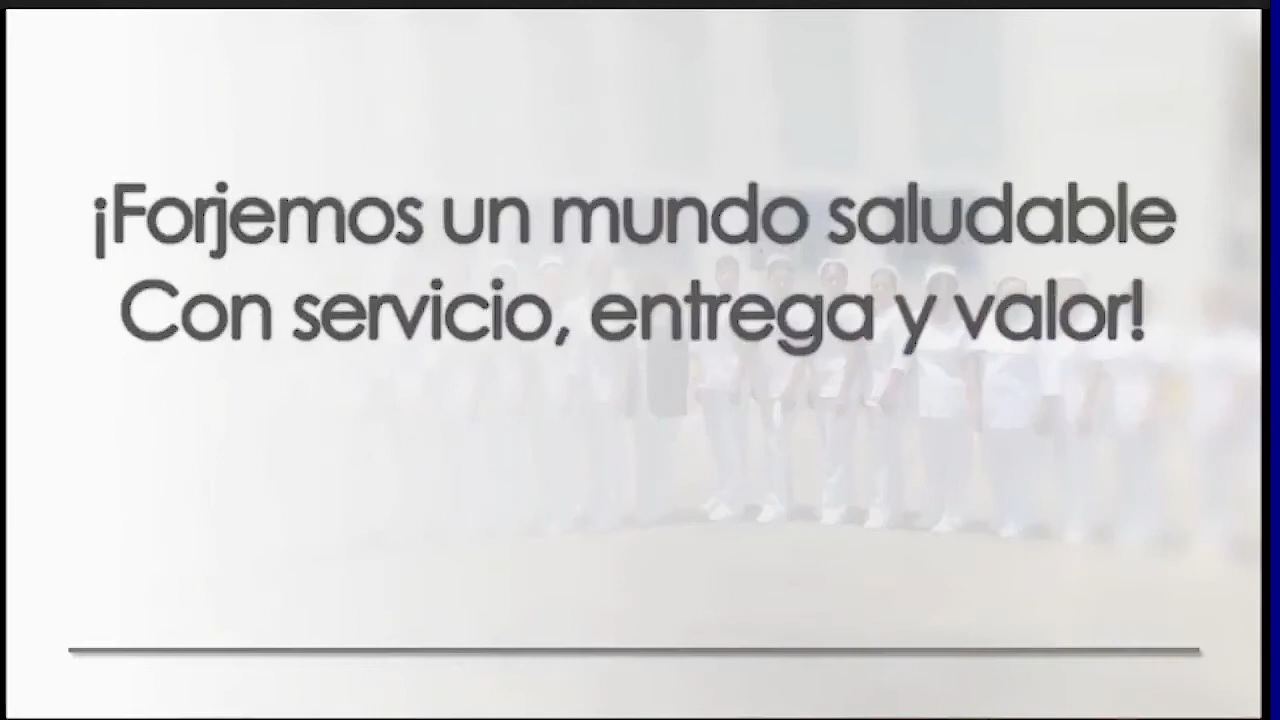 ¡Forjemos un mundo saludable
Con servicio, entrega y valor!